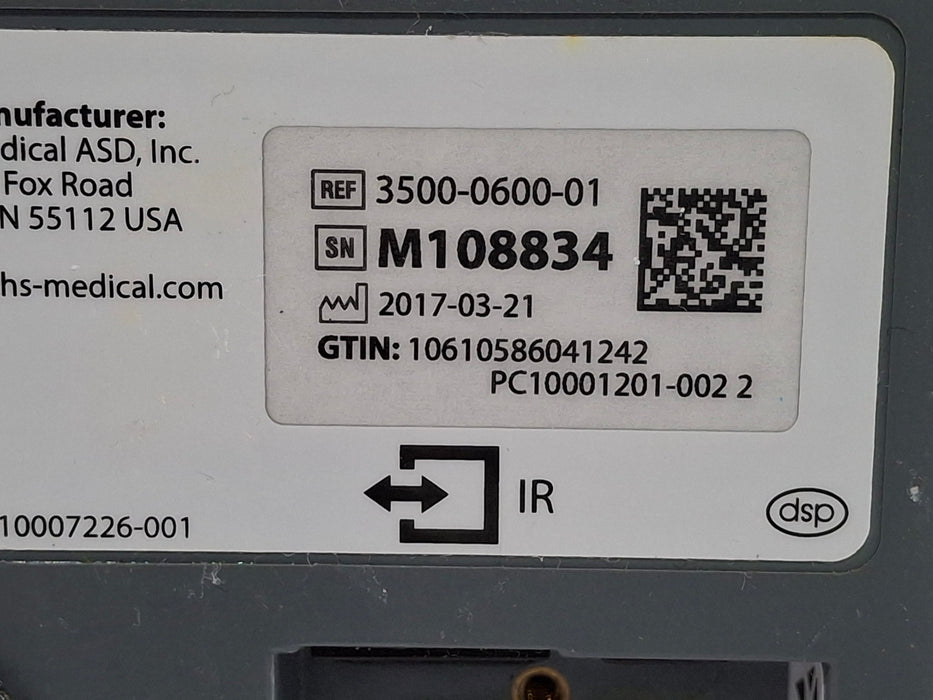 nufacturer:
dical ASD, Inc.
Fox Road
N 55112 USA
hs-medical.com
REF 3500-0600-01
SN M108834
2017-03-21
GTIN: 10610586041242
PC10001201-002 2
IR
10007226-001
dsp